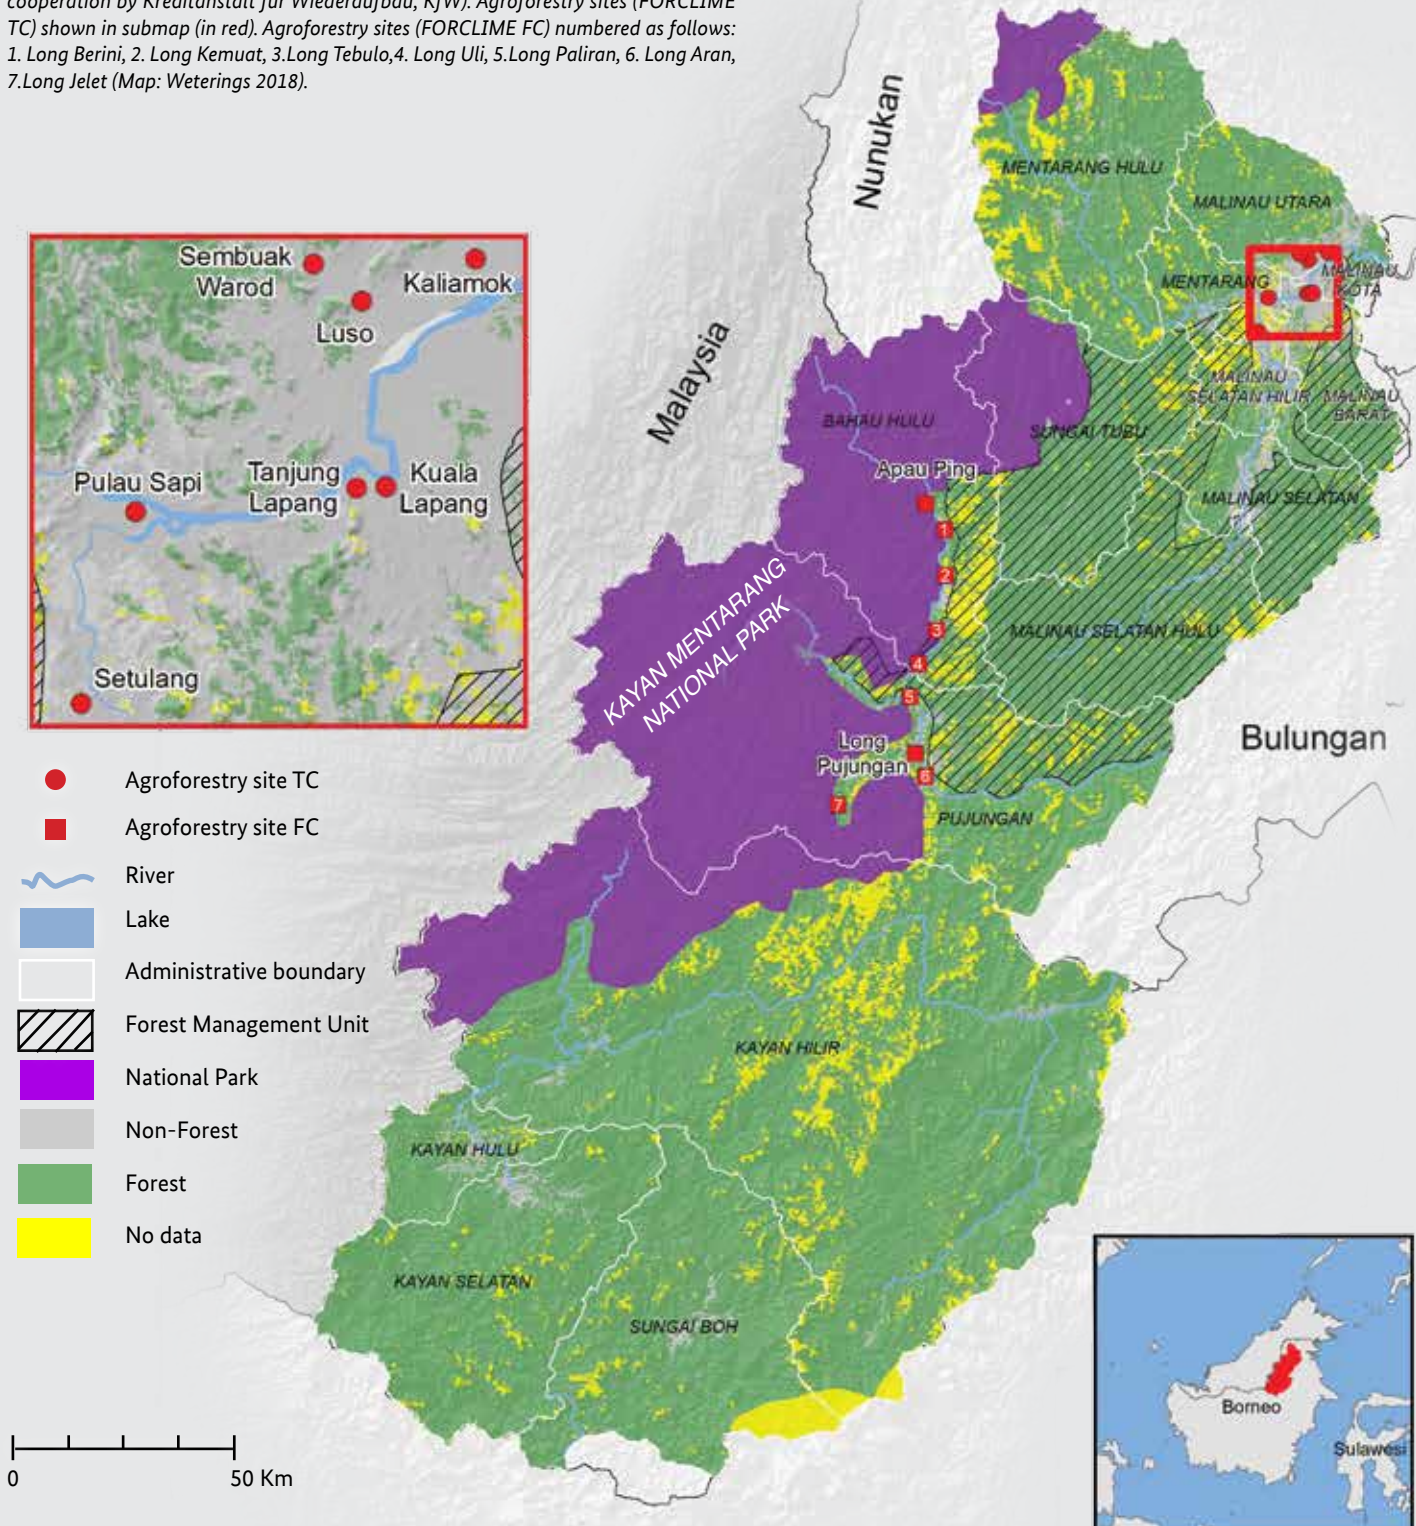 cooperation by Kreditanstalt für Wiederaufbau, KfW). Agroforestry sites (FORCLIME
TC) shown in submap (in red). Agroforestry sites (FORCLIME FC) numbered as follows:
1. Long Berini, 2. Long Kemuat, 3.Long Tebulo,4. Long Uli, 5.Long Paliran, 6. Long Aran,
7.Long Jelet (Map: Weterings 2018).
Nunukan
MENTARANG HULU
MALINAU UTARA
MENTARANG
MALINAU
KOTA
Malaysia
MALINAU
SELATAN HILIR
MALINAU
BARAT
BAHAU HULU
SUNGAI TUBU
Apau Ping
MALINAU SELATAN
1
2
3
4
5
6
7
MALINAU SELATAN HULU
KAYAN MENTARANG
NATIONAL PARK
Long
Pujungan
Bulungan
PUJUNGAN
KAYAN HILIR
KAYAN HULU
KAYAN SELATAN
SUNGAI BOH
Sembuak
Warod
Kaliamok
Luso
Pulau Sapi
Tanjung
Lapang
Kuala
Lapang
Setulang
Agroforestry site TC
Agroforestry site FC
River
Lake
Administrative boundary
Forest Management Unit
National Park
Non-Forest
Forest
No data
0
50 Km
Borneo
Sulawesi